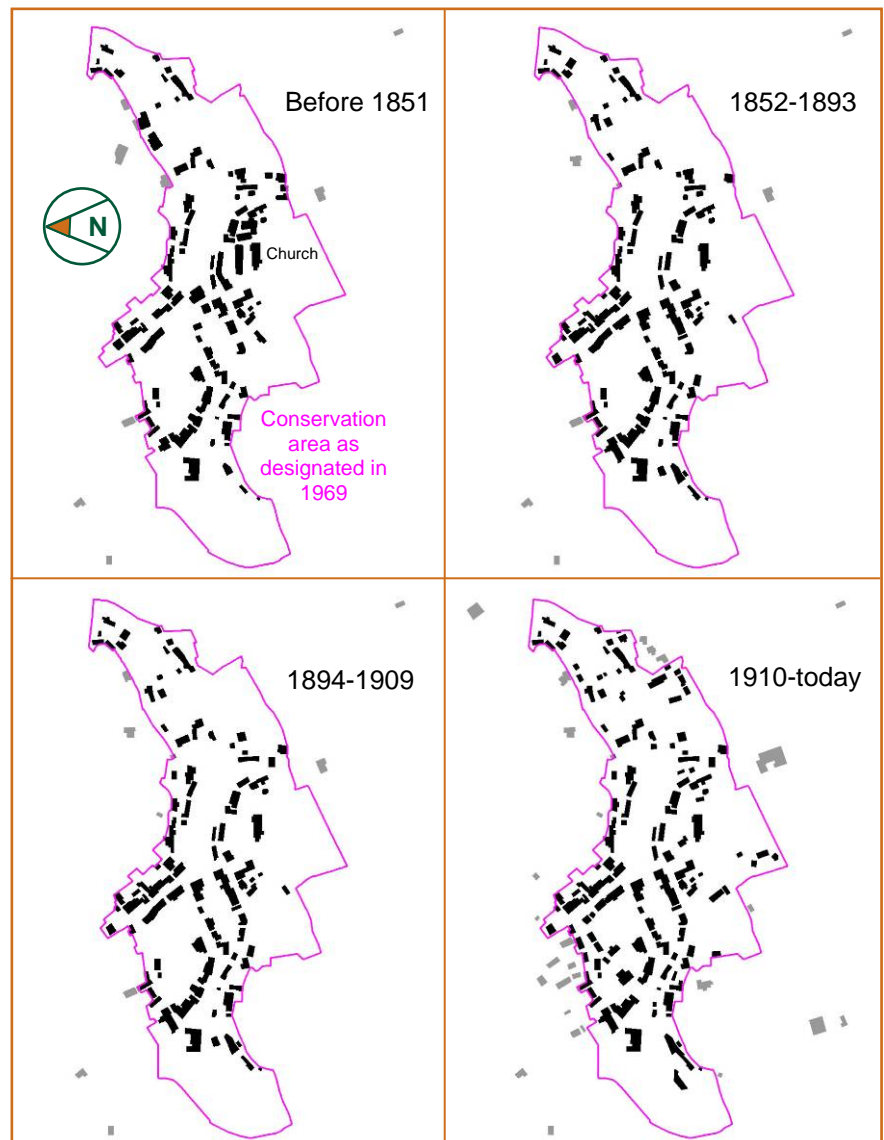 Before 1851
1852-1893
N
Church
Conservation
area as
designated in
1969
1894-1909
1910-today